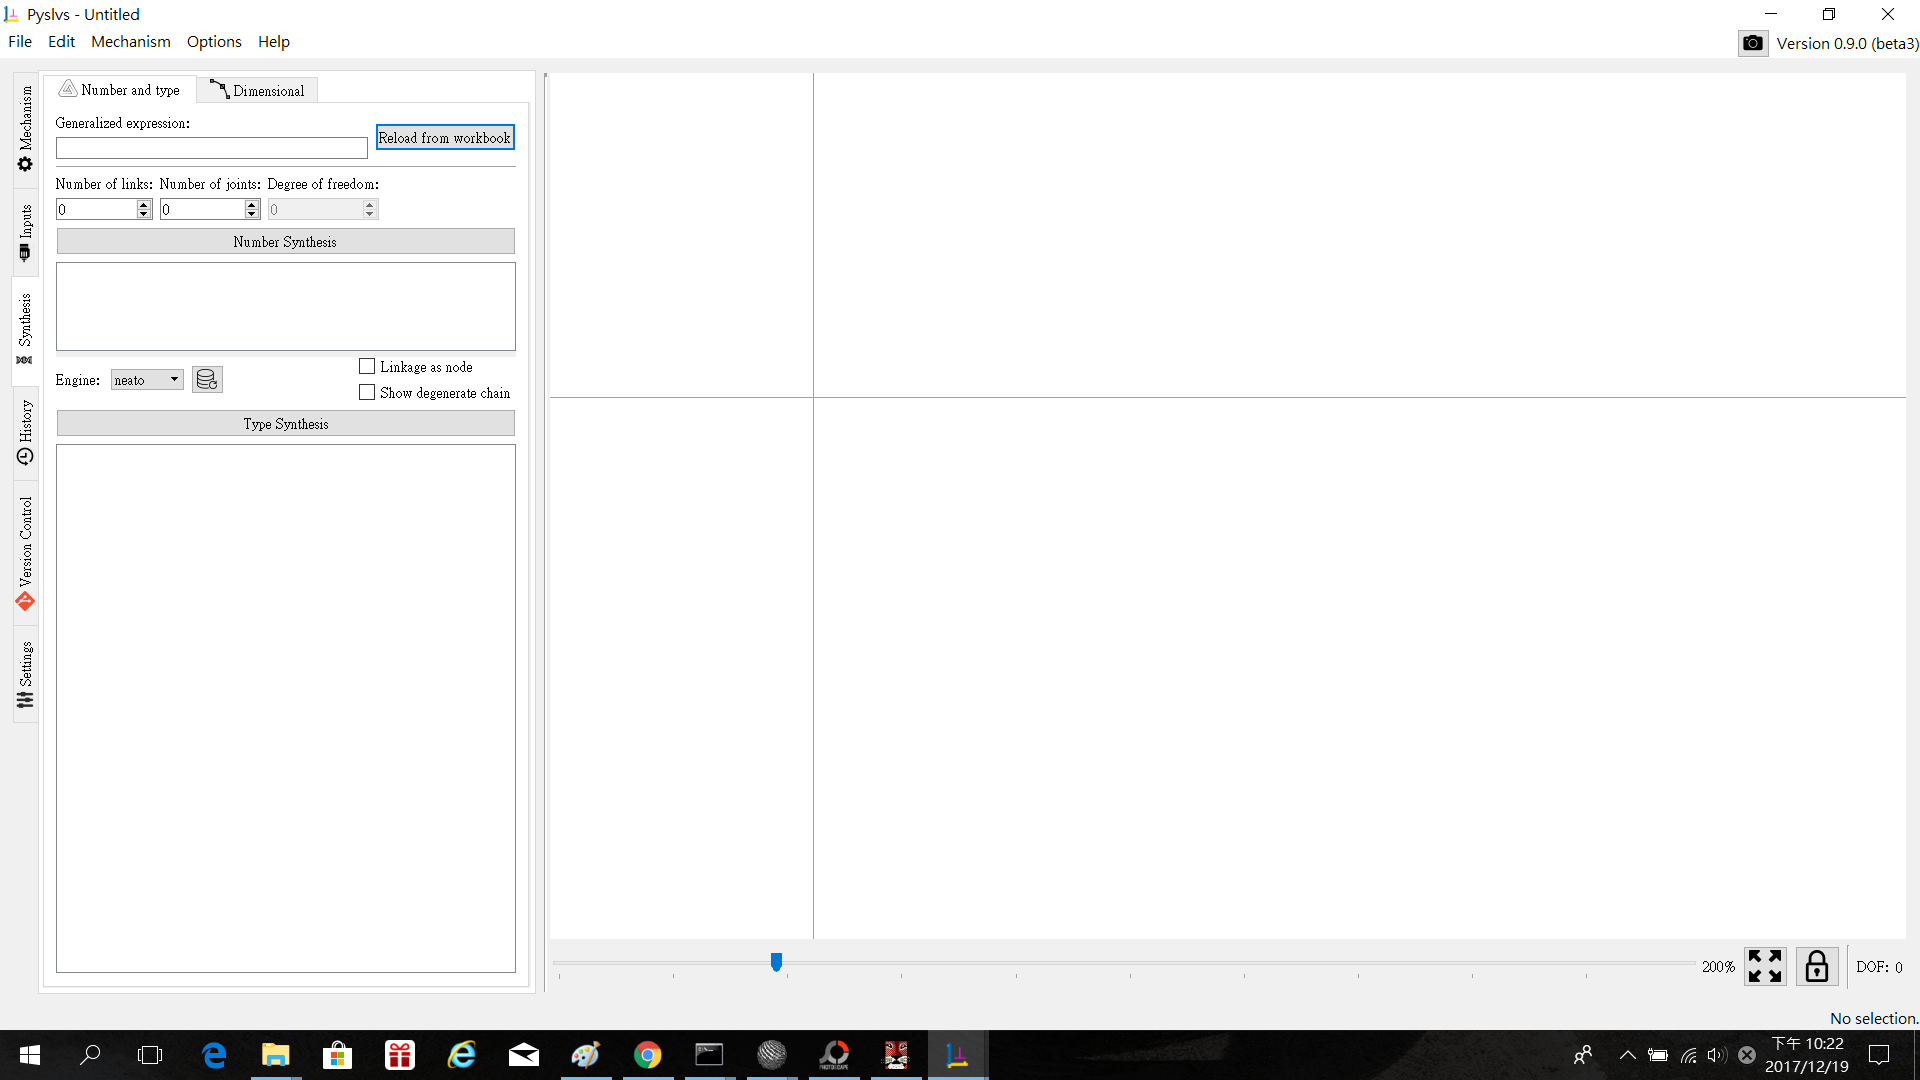 Pyslvs - Untitled
File Edit Mechanism Options Help
Version 0.9.0 (beta3)
Mechanism
Inputs
Synthesis
History
Version Control
Settings
Number and type
Dimensional
Generalized expression:
Reload from workbook
Number of links: Number of joints: Degree of freedom:
0 0 0
Number Synthesis
Engine: neato
Linkage as node
Show degenerate chain
Type Synthesis
200%
DOF: 0
No selection.
PHOTOSCAPE
下午 10:22
2017/12/19